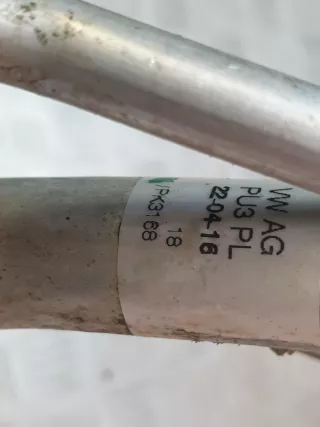 VW AG
PU3 PL
22-04-16
18
/PK3168